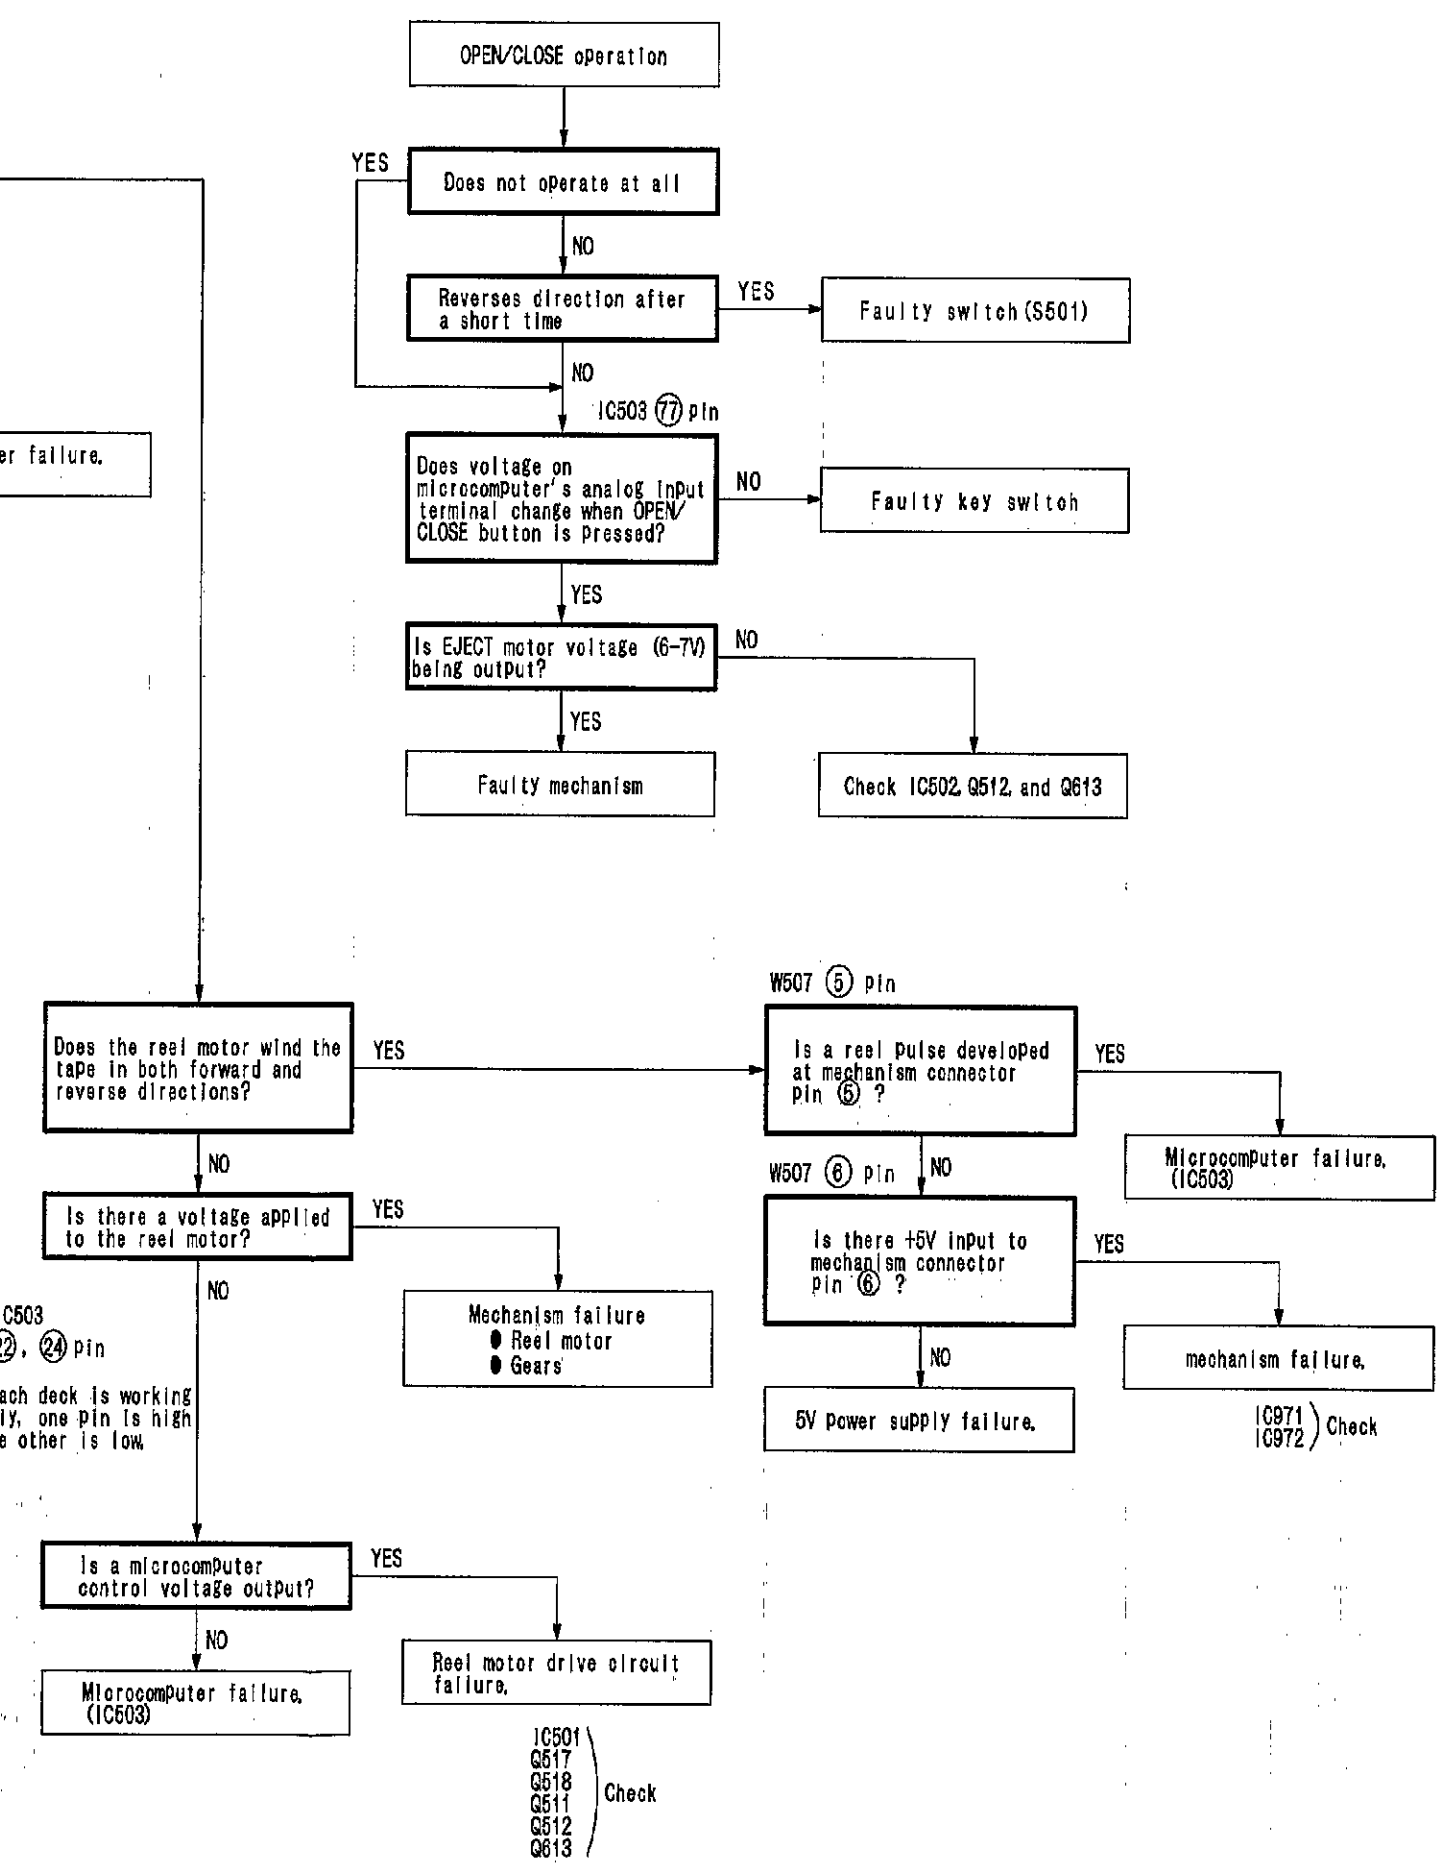 OPEN/CLOSE operation
YES
Does not operate at all
NO
Reverses direction after
a short time
YES
Faulty switch (S501)
NO
IC503 77 pin
er failure.
Does voltage on
microcomputer's analog input
terminal change when OPEN/
CLOSE button is pressed?
NO
Faulty key switch
YES
Is EJECT motor voltage (6-7V)
being output?
NO
YES
Faulty mechanism
Check IC502, Q512, and Q613
W507 5 pin
Does the reel motor wind the
tape in both forward and
reverse directions?
YES
Is a reel pulse developed
at mechanism connector
pin 5 ?
YES
NO
W507 6 pin
NO
Microcomputer failure.
(IC503)
Is there a voltage applied
to the reel motor?
YES
Is there +5V input to
mechanism connector
pin 6 ?
YES
NO
C503
22, 24 pin
Mechanism failure
● Reel motor
● Gears
mechanism failure.
NO
ach deck is working
ly, one pin is high
e other is low.
5V power supply failure.
IC971
IC972
Check
Is a microcomputer
control voltage output?
YES
NO
Microcomputer failure.
(IC503)
Reel motor drive circuit
failure.
IC501
Q517
Q518
Q511
Q512
Q613
Check